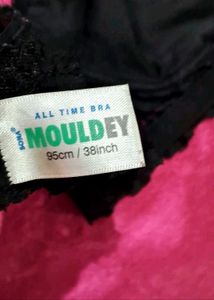 ALL TIME BRA
SONA®
MOULDEY
95cm / 38inch